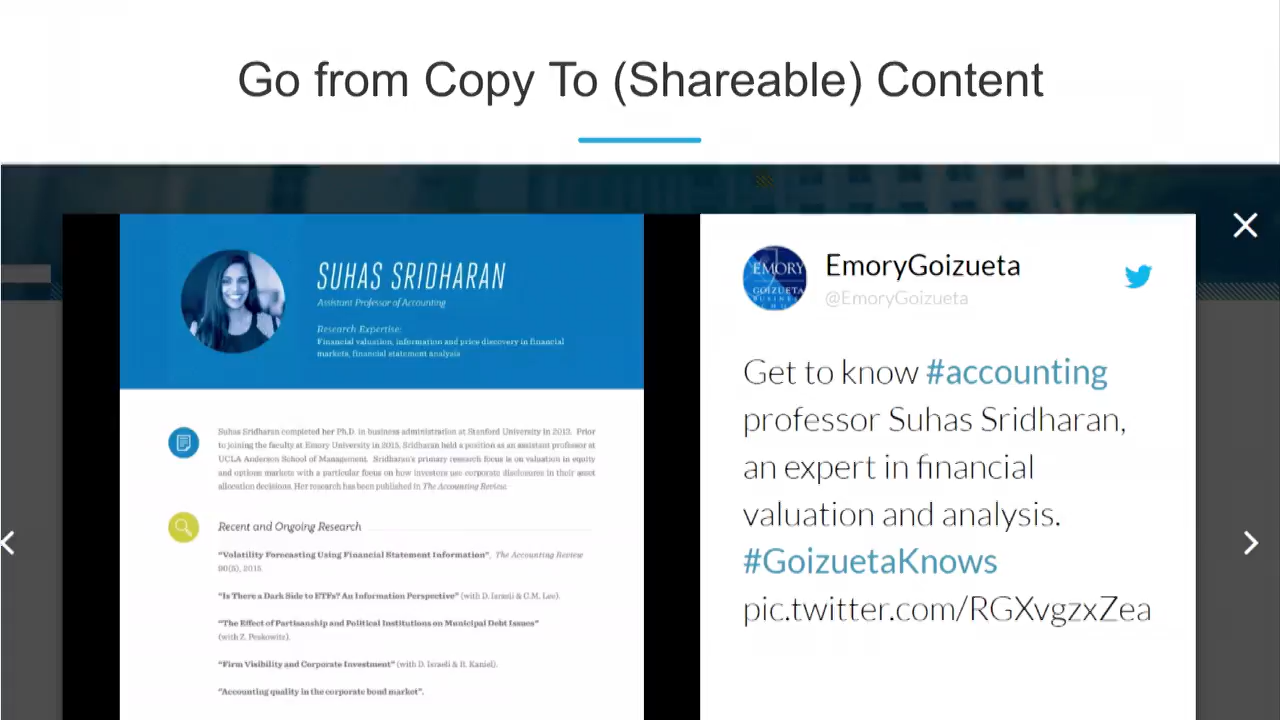 Go from Copy To (Shareable) Content
SUHAS SRIDHARAN
Assistant Professor of Accounting
Research Expertise:
Financial valuation, information and price discovery in financial
markets, financial statement analysis
Suhas Sridharan completed her Ph.D. in business administration at Stanford University in 2013. Prior
to joining the faculty at Emory University in 2015, Sridharan held a position as an assistant professor at
UCLA Anderson School of Management. Sridharan's primary research focus is on valuation in equity
and options markets with a particular focus on how investors use corporate disclosures in their asset
allocation decisions. Her research has been published in The Accounting Review.
Recent and Ongoing Research
"Volatility Forecasting Using Financial Statement Information", The Accounting Review
90(5), 2015.
"Is There a Dark Side to ETFs? An Information Perspective" (with D. Israeli & C.M. Lee).
"The Effect of Partisanship and Political Institutions on Municipal Debt Issues"
(with Z. Peskowitz).
"Firm Visibility and Corporate Investment" (with D. Israeli & R. Kaniel).
"Accounting quality in the corporate bond market".
EMORY
GOIZUETA
BUSINESS
EmoryGoizueta
@EmoryGoizueta
Get to know #accounting
professor Suhas Sridharan,
an expert in financial
valuation and analysis.
#GoizuetaKnows
pic.twitter.com/RGXvgzxZea